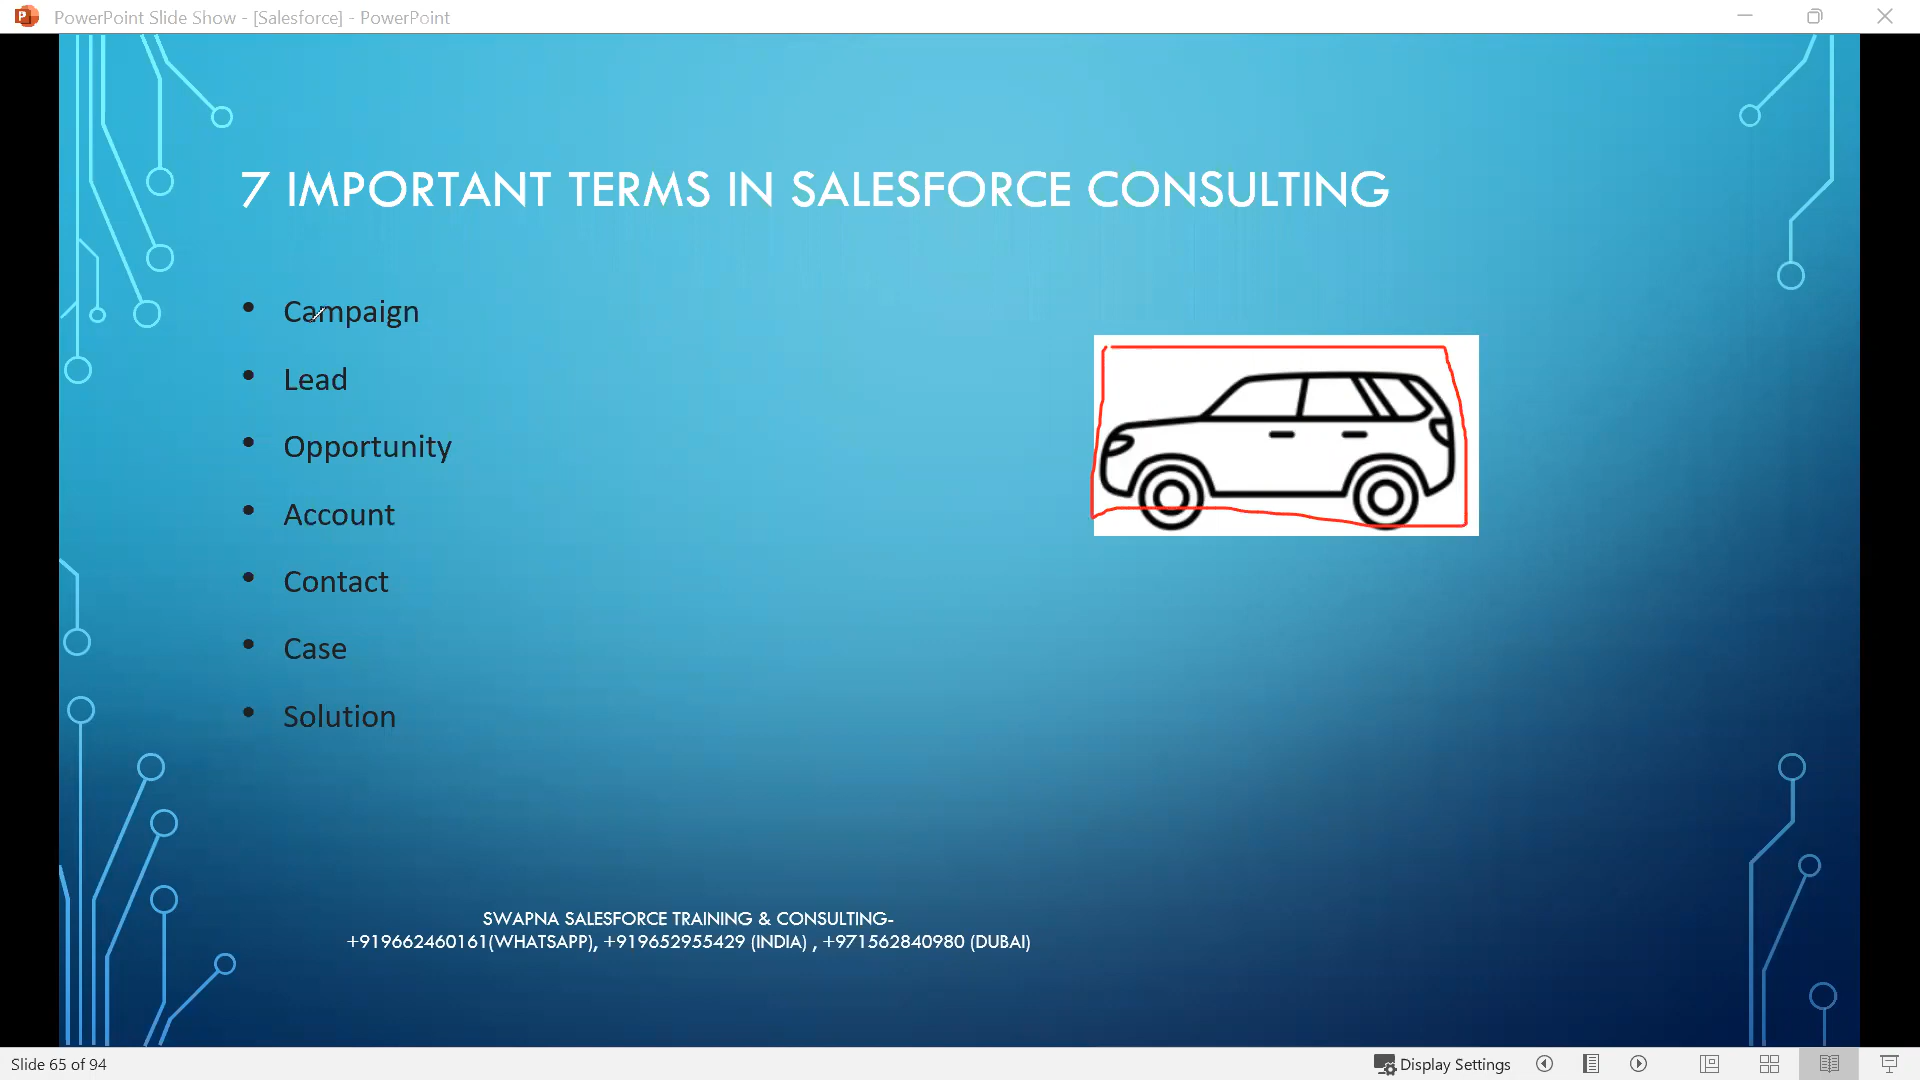 PowerPoint Slide Show - [Salesforce] - PowerPoint
7 IMPORTANT TERMS IN SALESFORCE CONSULTING
• Campaign
• Lead
• Opportunity
• Account
• Contact
• Case
• Solution
SWAPNA SALESFORCE TRAINING & CONSULTING-
+919662460161(WHATSAPP), +919652955429 (INDIA) , +971562840980 (DUBAI)
Slide 65 of 94
Display Settings